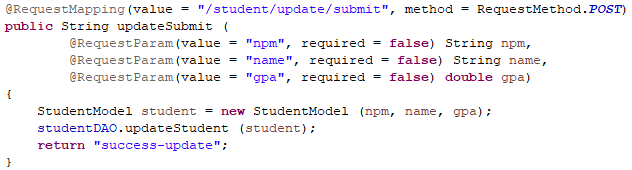 @RequestMapping(value = "/student/update/submit", method = RequestMethod.POST)
public String updateSubmit (
        @RequestParam(value = "npm", required = false) String npm,
        @RequestParam(value = "name", required = false) String name,
        @RequestParam(value = "gpa", required = false) double gpa)
{
    StudentModel student = new StudentModel (npm, name, gpa);
    studentDAO.updateStudent (student);
    return "success-update";
}